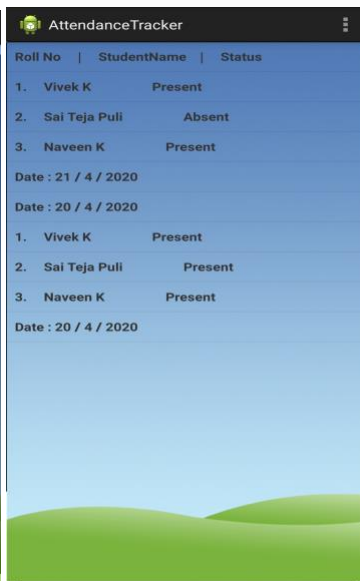 AttendanceTracker
Roll No | StudentName | Status
1. Vivek K Present
2. Sai Teja Puli Absent
3. Naveen K Present
Date : 21 / 4 / 2020
Date : 20 / 4 / 2020
1. Vivek K Present
2. Sai Teja Puli Present
3. Naveen K Present
Date : 20 / 4 / 2020